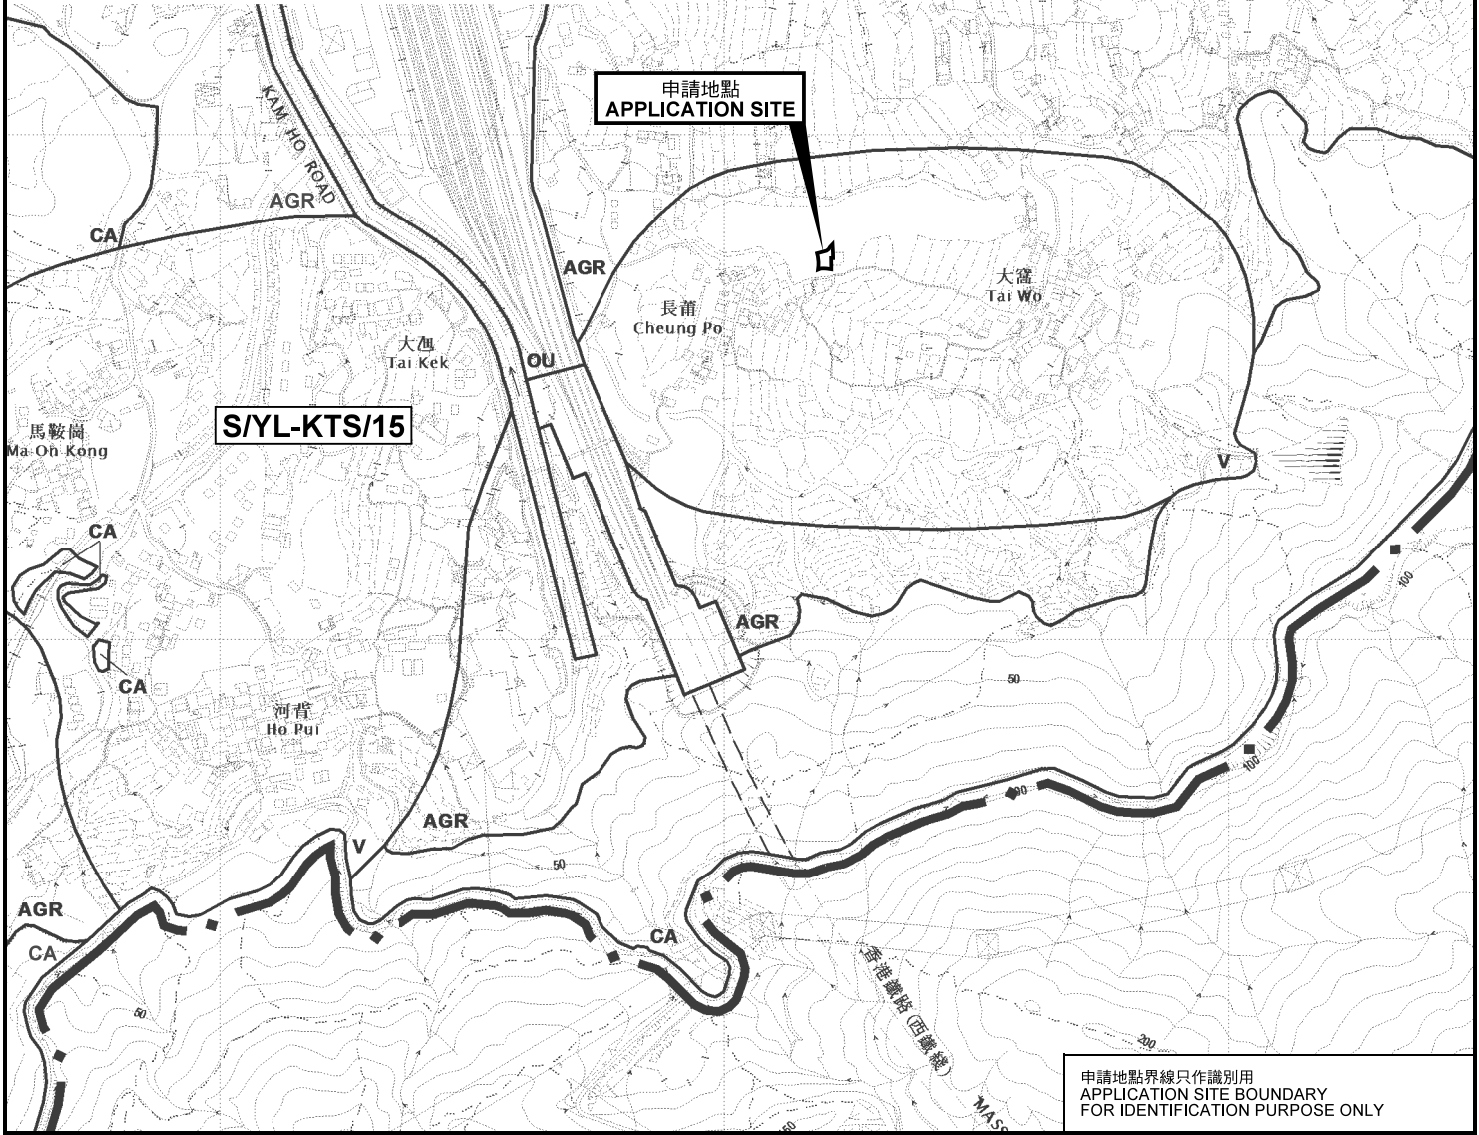 申請地點
APPLICATION SITE
KAM HO ROAD
AGR
CA
AGR
長莆
Cheung Po
大窩
Tai Wo
Tai Kek
OU
S/YL-KTS/15
馬鞍崗
Ma On Kong
V
CA
100
AGR
CA
50
河背
Ho Pui
100
100
AGR
V
50
AGR
CA
CA
香港鐵路(西鐵綫)
50
200
MASS
50
申請地點界線只作識別用
APPLICATION SITE BOUNDARY
FOR IDENTIFICATION PURPOSE ONLY